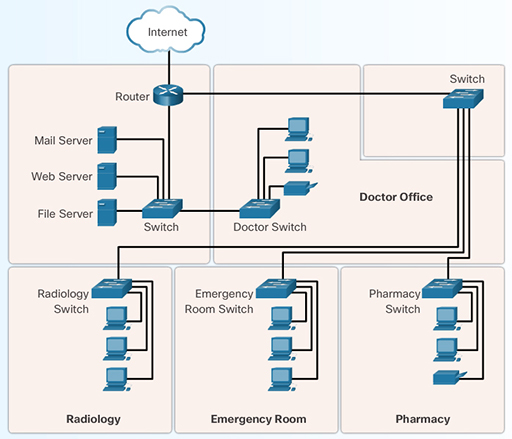 Internet
Switch
Router
Mail Server
Web Server
File Server
Switch
Doctor Switch
Doctor Office
Radiology
Switch
Emergency
Room Switch
Pharmacy
Switch
Radiology
Emergency Room
Pharmacy